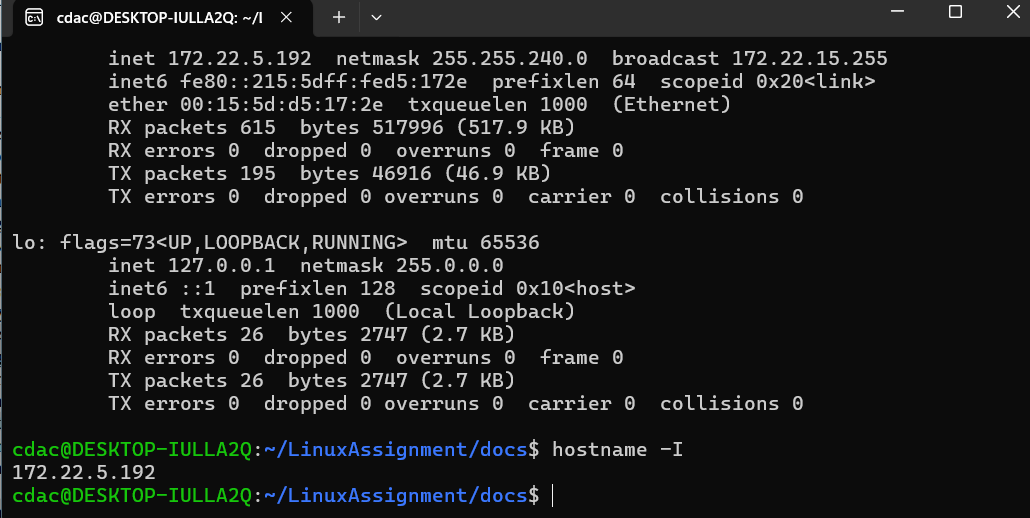 cdac@DESKTOP-IULLA2Q: ~/l
        inet 172.22.5.192  netmask 255.255.240.0  broadcast 172.22.15.255
        inet6 fe80::215:5dff:fed5:172e  prefixlen 64  scopeid 0x20<link>
        ether 00:15:5d:d5:17:2e  txqueuelen 1000  (Ethernet)
        RX packets 615  bytes 517996 (517.9 KB)
        RX errors 0  dropped 0  overruns 0  frame 0
        TX packets 195  bytes 46916 (46.9 KB)
        TX errors 0  dropped 0 overruns 0  carrier 0  collisions 0

lo: flags=73<UP,LOOPBACK,RUNNING>  mtu 65536
        inet 127.0.0.1  netmask 255.0.0.0
        inet6 ::1  prefixlen 128  scopeid 0x10<host>
        loop  txqueuelen 1000  (Local Loopback)
        RX packets 26  bytes 2747 (2.7 KB)
        RX errors 0  dropped 0  overruns 0  frame 0
        TX packets 26  bytes 2747 (2.7 KB)
        TX errors 0  dropped 0 overruns 0  carrier 0  collisions 0

cdac@DESKTOP-IULLA2Q:~/LinuxAssignment/docs$ hostname -I
172.22.5.192
cdac@DESKTOP-IULLA2Q:~/LinuxAssignment/docs$